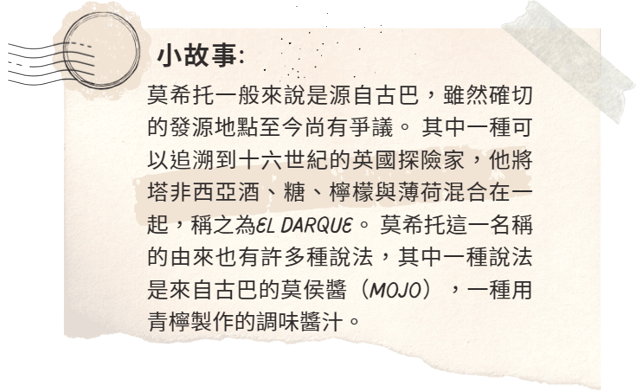 小故事:
莫希托一般來說是源自古巴，雖然確切
的發源地點至今尚有爭議。 其中一種可
以追溯到十六世紀的英國探險家，他將
塔非西亞酒、糖、檸檬與薄荷混合在一
起，稱之為EL DARQUE。 莫希托這一名稱
的由來也有許多種說法，其中一種說法
是來自古巴的莫侯醬（MOJO），一種用
青檸製作的調味醬汁。